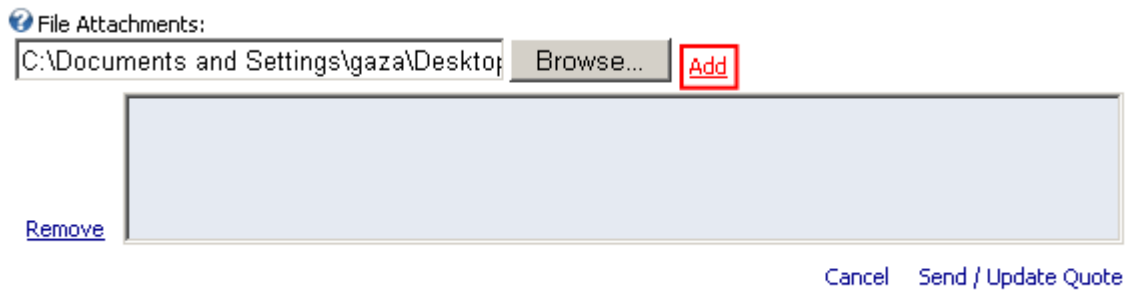 ? File Attachments:
C:\Documents and Settings\gaza\Desktop Browse... Add
Remove
Cancel Send / Update Quote